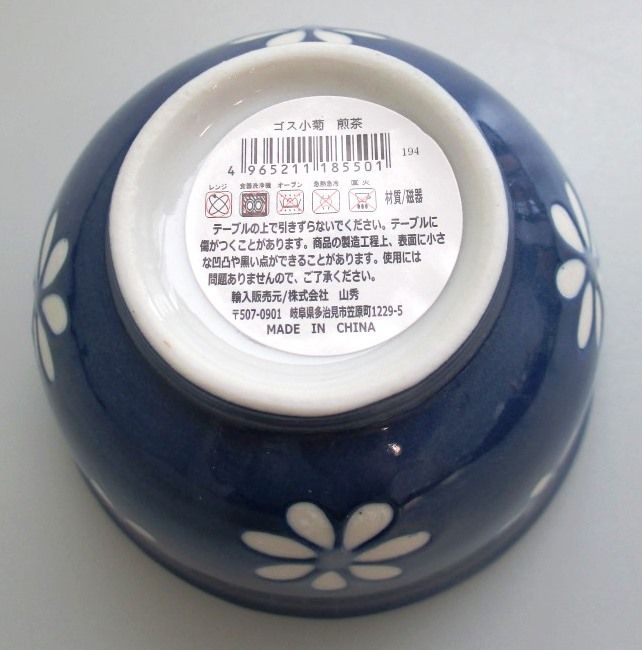 ゴス小菊 煎茶
4 965211 185501
194
レンジ 食器洗浄機 オーブン 急熱急冷 直火 材質/磁器
テーブルの上で引きずらないでください。テーブルに
傷がつくことがあります。商品の製造工程上、表面に小さ
な凹凸や黒い点ができることがあります。使用には
問題ありませんので、ご了承ください。
輸入販売元/株式会社 山秀
〒507-0901 岐阜県多治見市笠原町1229-5
MADE IN CHINA